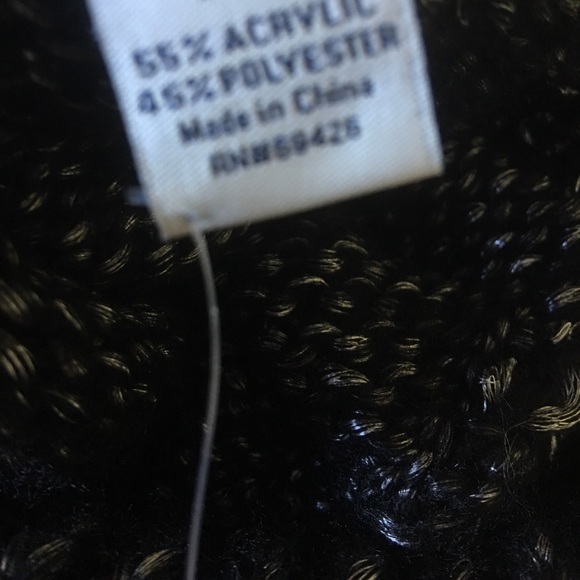 55% ACRYLIC
45% POLYESTER
Made in China
RN#69426